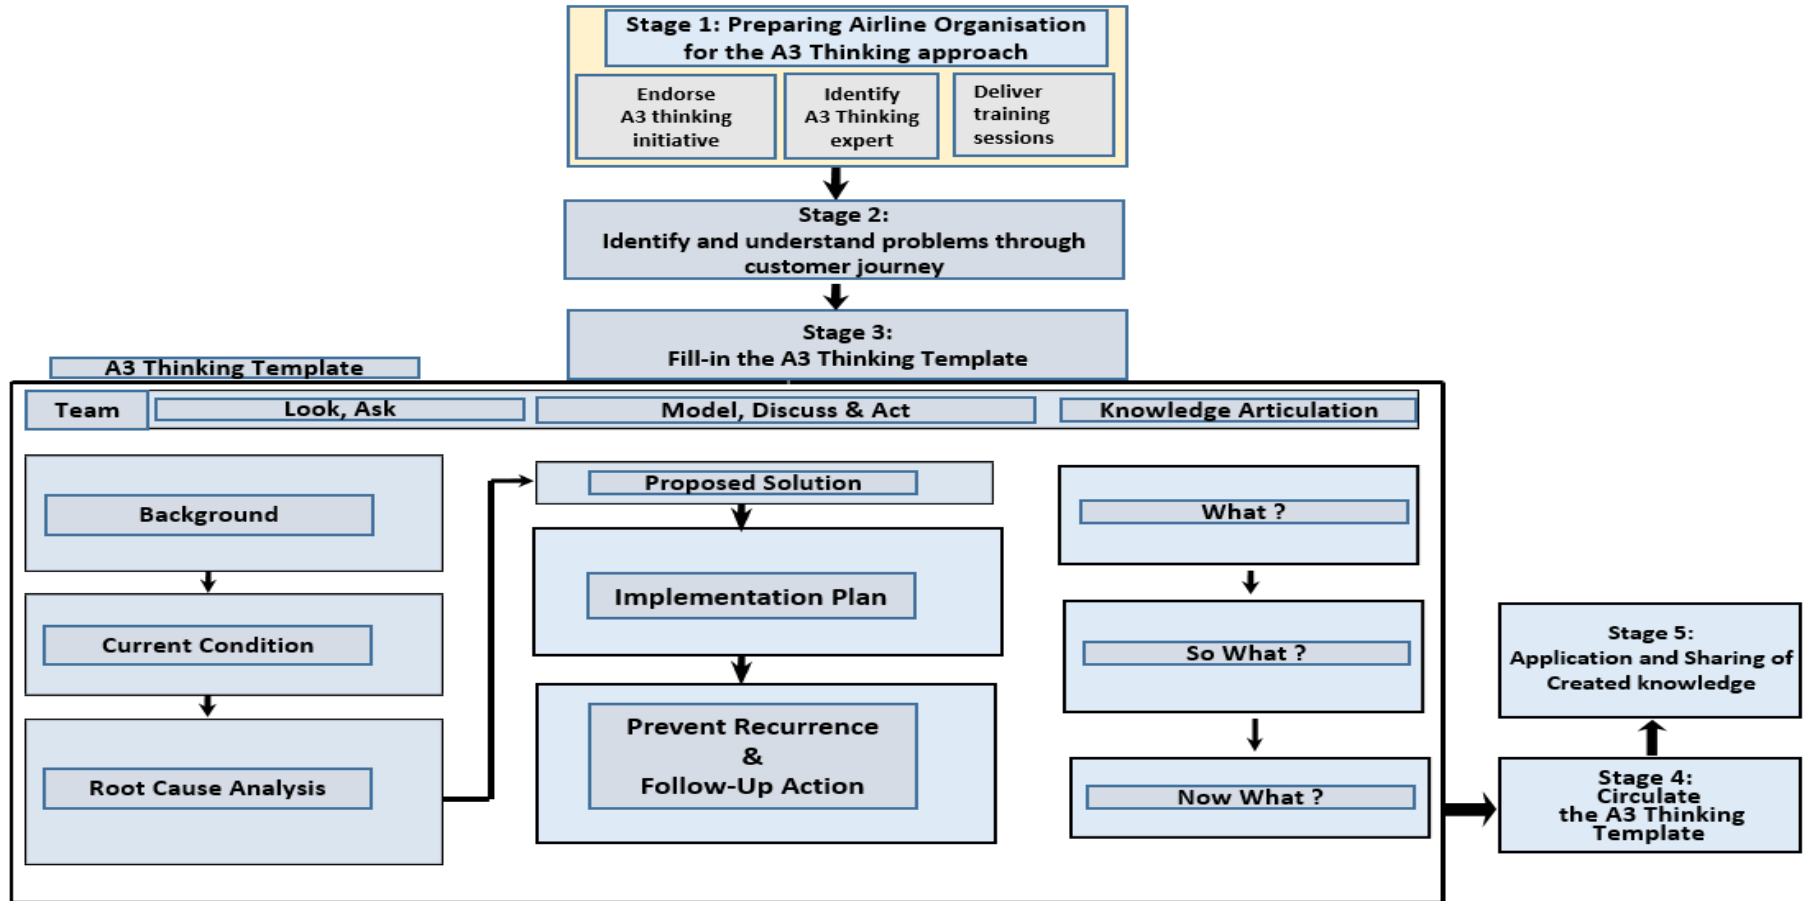 Stage 1: Preparing Airline Organisation
for the A3 Thinking approach
Endorse
A3 thinking
initiative
Identify
A3 Thinking
expert
Deliver
training
sessions
Stage 2:
Identify and understand problems through
customer journey
Stage 3:
Fill-in the A3 Thinking Template
A3 Thinking Template
Team
Look, Ask
Model, Discuss & Act
Knowledge Articulation
Background
Current Condition
Root Cause Analysis
Proposed Solution
Implementation Plan
Prevent Recurrence
&
Follow-Up Action
What ?
So What ?
Now What ?
Stage 4:
Circulate
the A3 Thinking
Template
Stage 5:
Application and Sharing of
Created knowledge